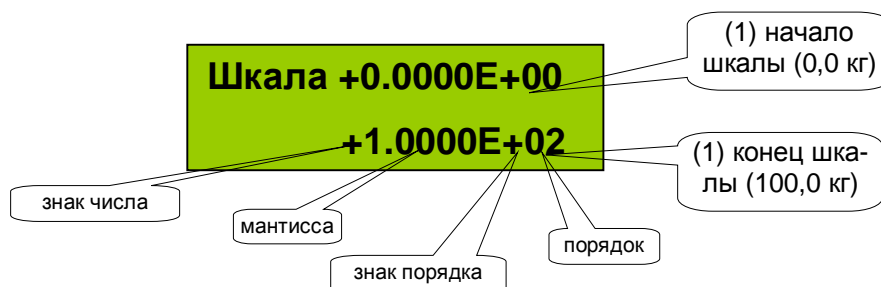 (1) начало
шкалы (0,0 кг)
Шкала +0.0000E+00
+1.0000E+02
(1) конец шка-
лы (100,0 кг)
знак числа
мантисса
порядок
знак порядка